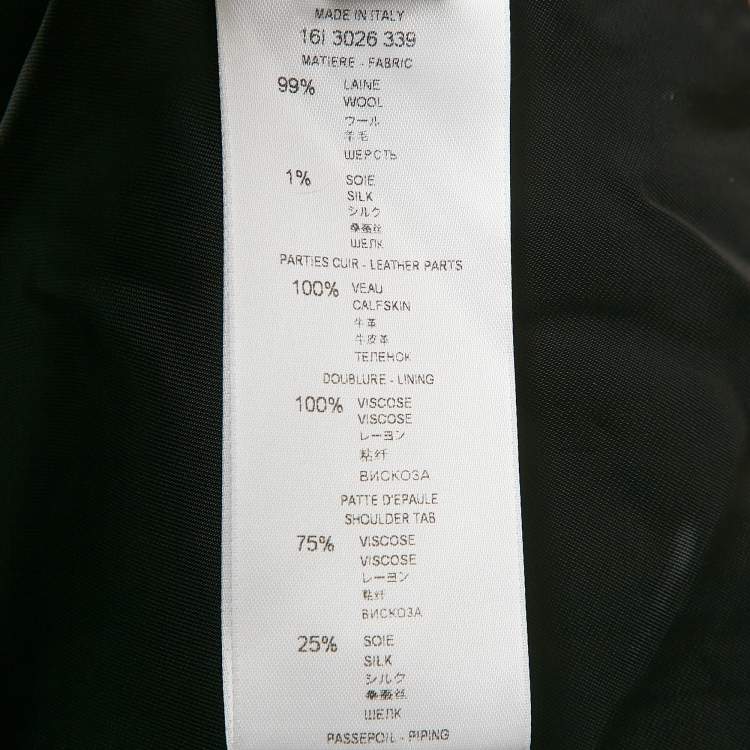 MADE IN ITALY
16I 3026 339
MATIERE - FABRIC
99% LAINE
WOOL
ウール
羊毛
ШЕРСТЬ
1% SOIE
SILK
シルク
桑蚕丝
ШЕЛК
PARTIES CUIR - LEATHER PARTS
100% VEAU
CALFSKIN
牛革
牛皮革
ТЕЛЕНОК
DOUBLURE - LINING
100% VISCOSE
VISCOSE
レーヨン
粘纤
ВИСКОЗА
PATTE D'EPAULE
SHOULDER TAB
75% VISCOSE
VISCOSE
レーヨン
粘纤
ВИСКОЗА
25% SOIE
SILK
シルク
桑蚕丝
ШЕЛК
PASSEPOIL - PIPING